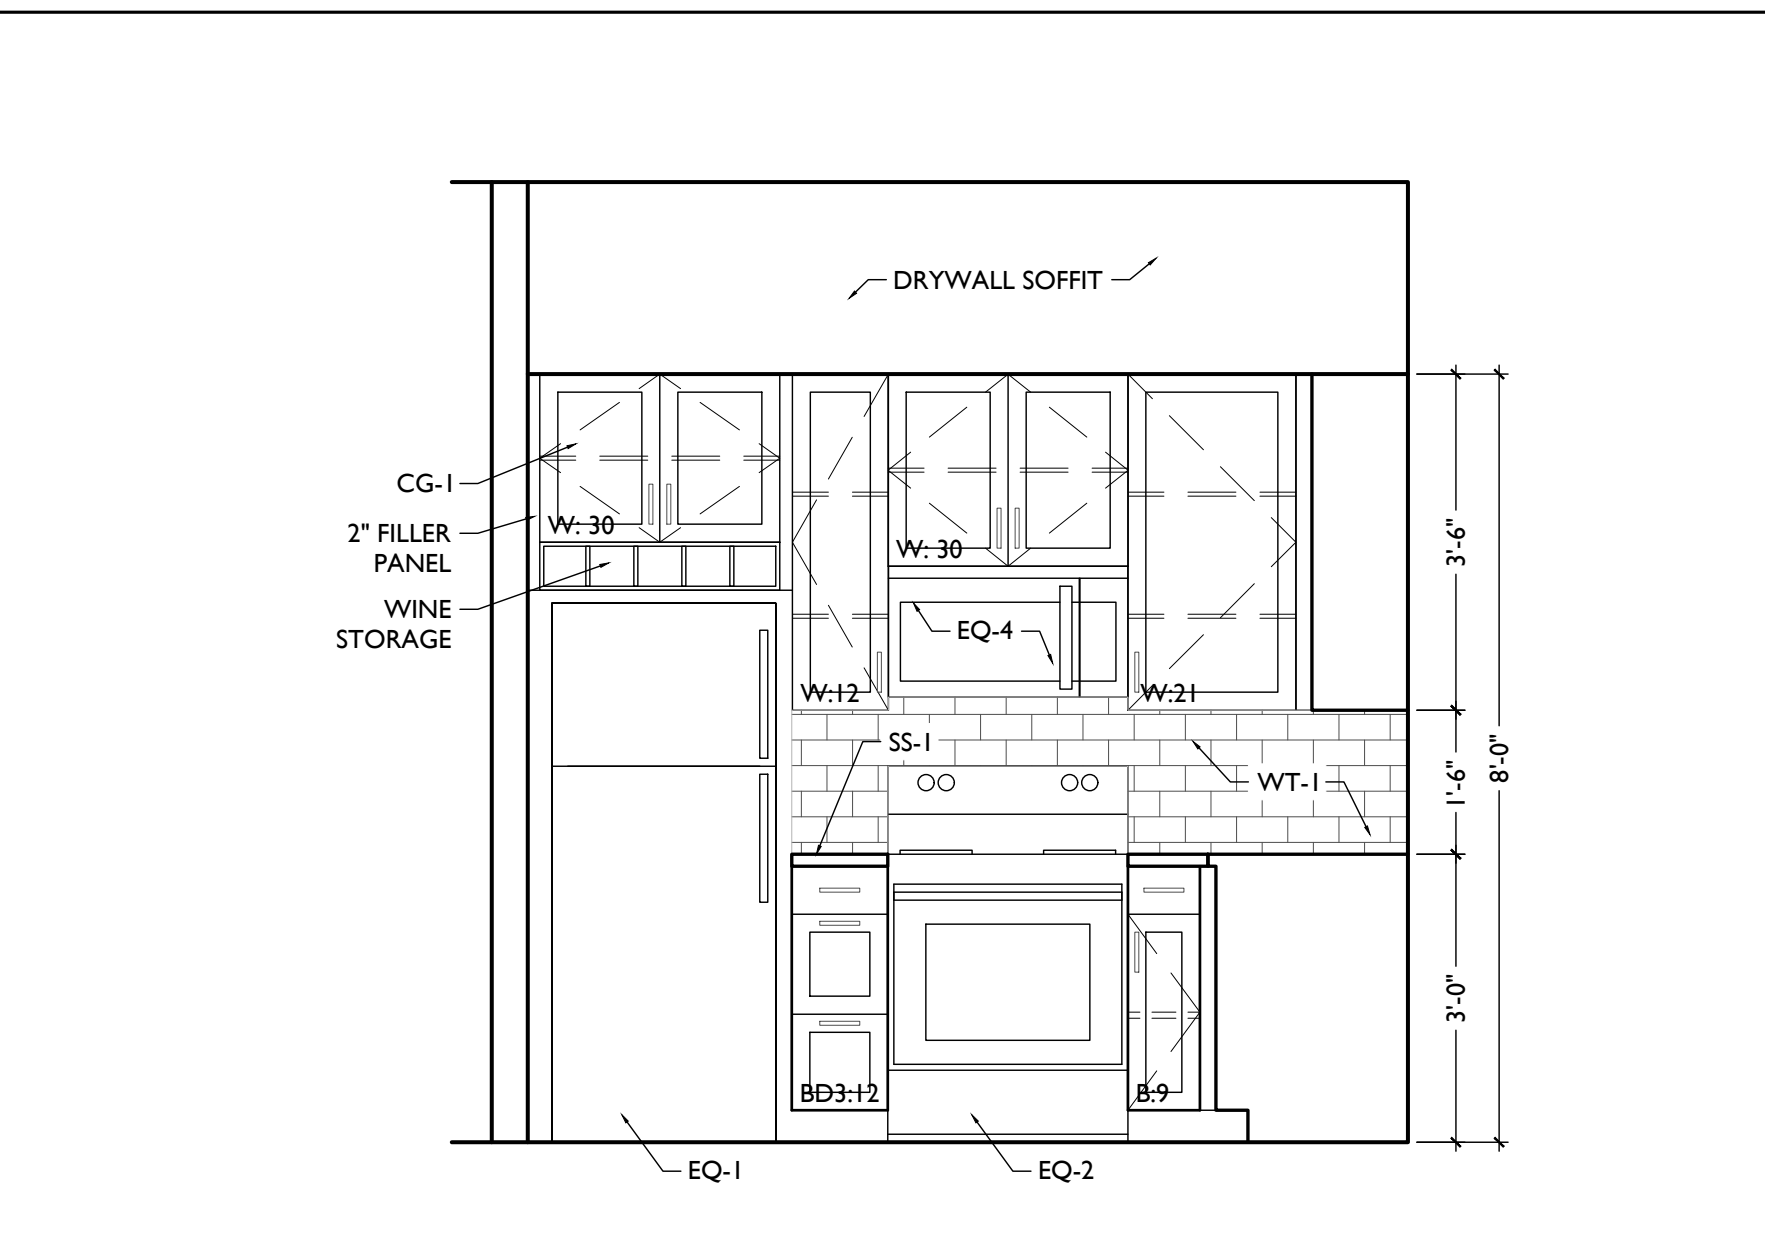 DRYWALL SOFFIT
CG-1
2" FILLER
PANEL
W: 30
W: 30
3'-6"
WINE
STORAGE
EQ-4
W:12
W:21
SS-1
WT-1
1'-6"
8'-0"
3'-0"
BD3:12
B:9
EQ-1
EQ-2